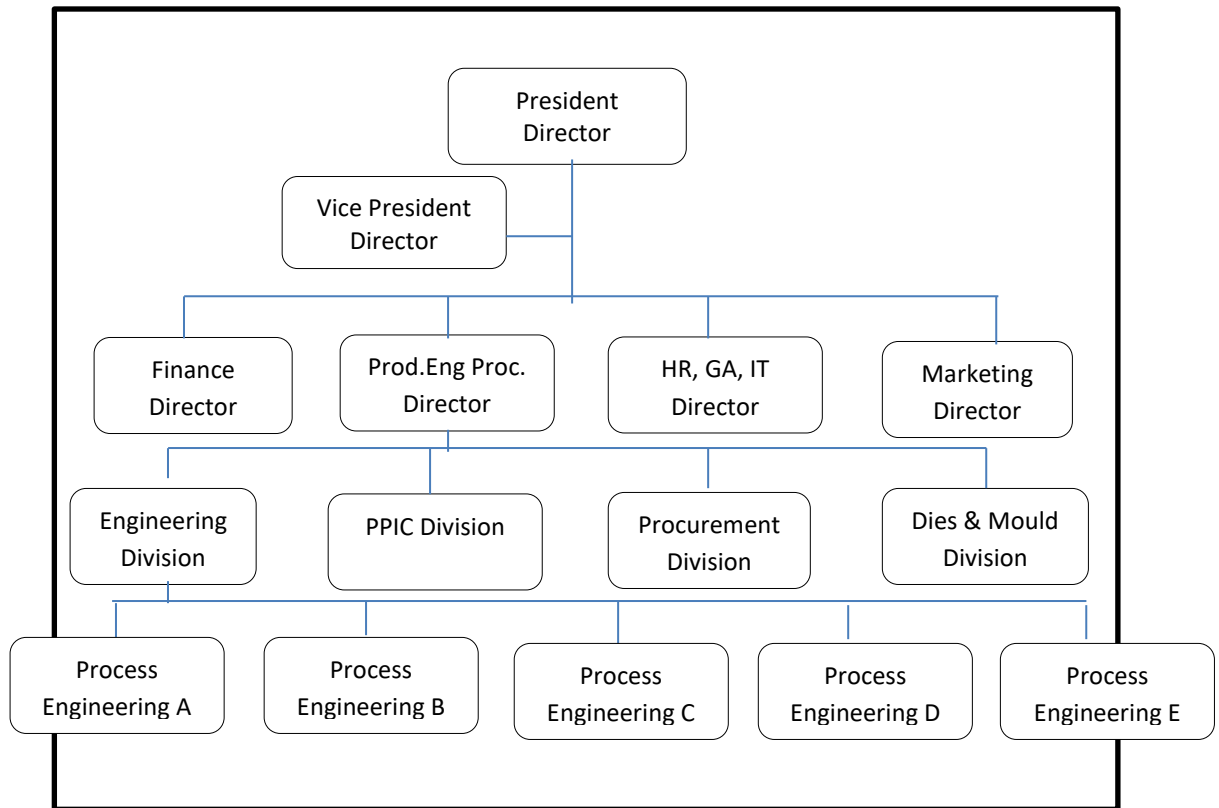 President
Director
Vice President
Director
Finance
Director
Prod.Eng Proc.
Director
HR, GA, IT
Director
Marketing
Director
Engineering
Division
PPIC Division
Procurement
Division
Dies & Mould
Division
Process
Engineering A
Process
Engineering B
Process
Engineering C
Process
Engineering D
Process
Engineering E